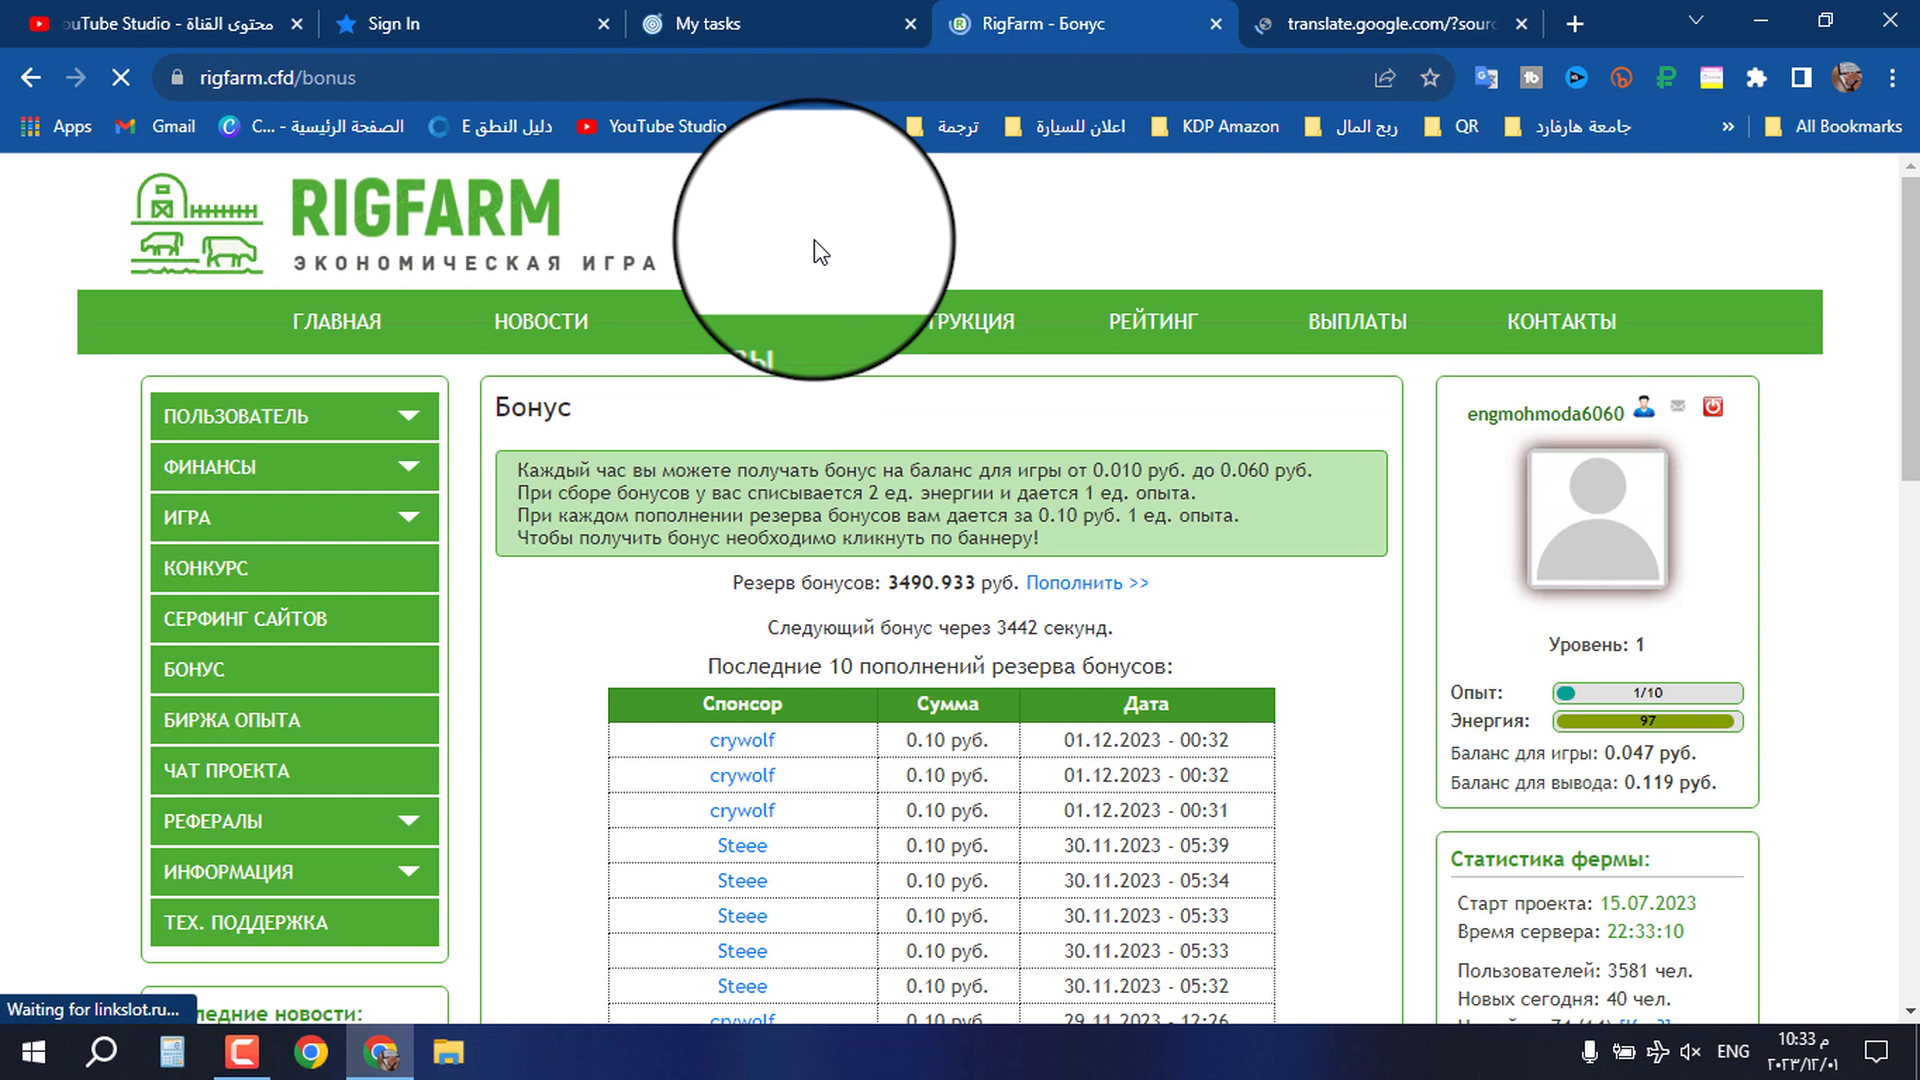 ouTube Studio - محتوى القناة
Sign In
My tasks
RigFarm - Бонус
translate.google.com/?sour
rigfarm.cfd/bonus
Apps
Gmail
C... - الصفحة الرئيسية
E دليل النطق
YouTube Studio
ترجمة
اعلان للسيارة
KDP Amazon
ربح المال
QR
جامعة هارفارد
»
All Bookmarks
RIGFARM
ЭКОНОМИЧЕСКАЯ ИГРА
ГЛАВНАЯ
НОВОСТИ
ЗЫ
ТРУКЦИЯ
РЕЙТИНГ
ВЫПЛАТЫ
КОНТАКТЫ
ПОЛЬЗОВАТЕЛЬ
ФИНАНСЫ
ИГРА
КОНКУРС
СЕРФИНГ САЙТОВ
БОНУС
БИРЖА ОПЫТА
ЧАТ ПРОЕКТА
РЕФЕРАЛЫ
ИНФОРМАЦИЯ
ТЕХ. ПОДДЕРЖКА
ледние новости:
Бонус
Каждый час вы можете получать бонус на баланс для игры от 0.010 руб. до 0.060 руб.
При сборе бонусов у вас списывается 2 ед. энергии и дается 1 ед. опыта.
При каждом пополнении резерва бонусов вам дается за 0.10 руб. 1 ед. опыта.
Чтобы получить бонус необходимо кликнуть по баннеру!
Резерв бонусов: 3490.933 руб. Пополнить >>
Следующий бонус через 3442 секунд.
Последние 10 пополнений резерва бонусов:
Спонсор Сумма Дата
crywolf 0.10 руб. 01.12.2023 - 00:32
crywolf 0.10 руб. 01.12.2023 - 00:32
crywolf 0.10 руб. 01.12.2023 - 00:31
Steee 0.10 руб. 30.11.2023 - 05:39
Steee 0.10 руб. 30.11.2023 - 05:34
Steee 0.10 руб. 30.11.2023 - 05:33
Steee 0.10 руб. 30.11.2023 - 05:33
Steee 0.10 руб. 30.11.2023 - 05:32
crywolf 0.10 руб. 29.11.2023 - 12:26
engmohmoda6060
Уровень: 1
Опыт: 1/10
Энергия: 97
Баланс для игры: 0.047 руб.
Баланс для вывода: 0.119 руб.
Статистика фермы:
Старт проекта: 15.07.2023
Время сервера: 22:33:10
Пользователей: 3581 чел.
Новых сегодня: 40 чел.
Waiting for linkslot.ru...
ENG
10:33 م
٢٠٢٣/١٢/٠١